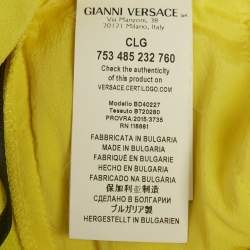 GIANNI VERSACE
Via Manzoni, 38
20121 Milano, Italy
CLG
753 485 232 760
Check the authenticity
of this product on
VERSACE.CERTILOGO.COM
Modello BD40227
Tessuto BT20280
PROVRA/2015/3735
RN 118881
FABBRICATA IN BULGARIA
MADE IN BULGARIA
FABRIQUÉ EN BULGARIE
HECHO EN BULGARIA
FABRICADO NA BULGARIA
保加利亚制造
СДЕЛАНО В БОЛГАРИИ
ブルガリア製
HERGESTELLT IN BULGARIEN